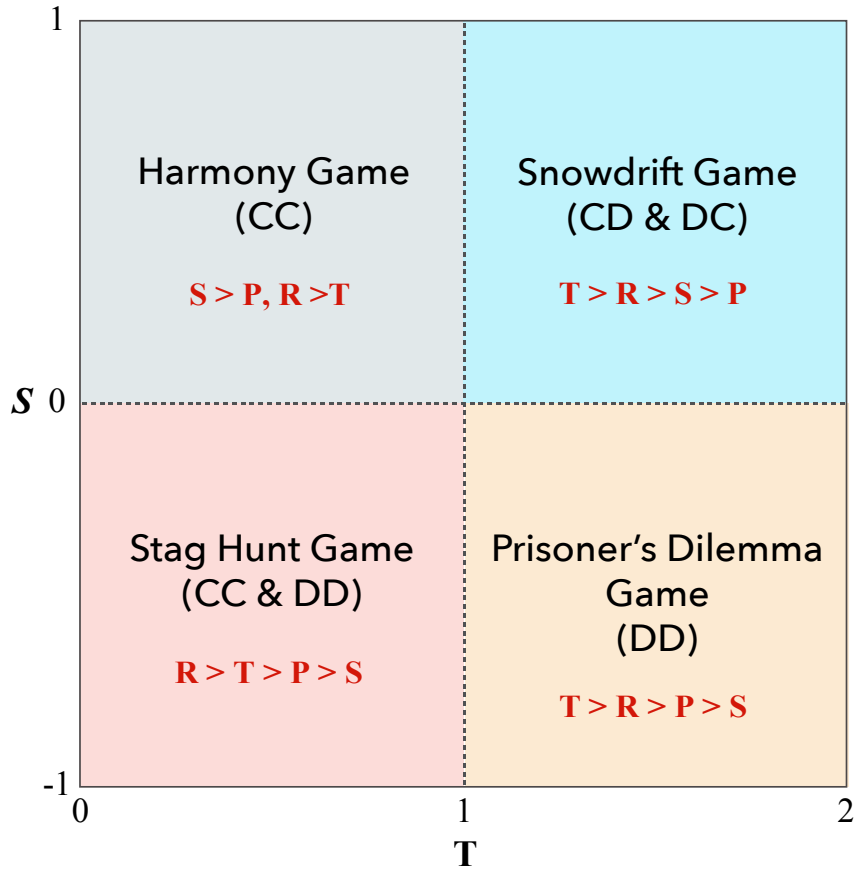 1
Harmony Game
(CC)
S > P, R >T
Snowdrift Game
(CD & DC)
T > R > S > P
S 0
Stag Hunt Game
(CC & DD)
R > T > P > S
Prisoner’s Dilemma
Game
(DD)
T > R > P > S
-1
0 1 2
T